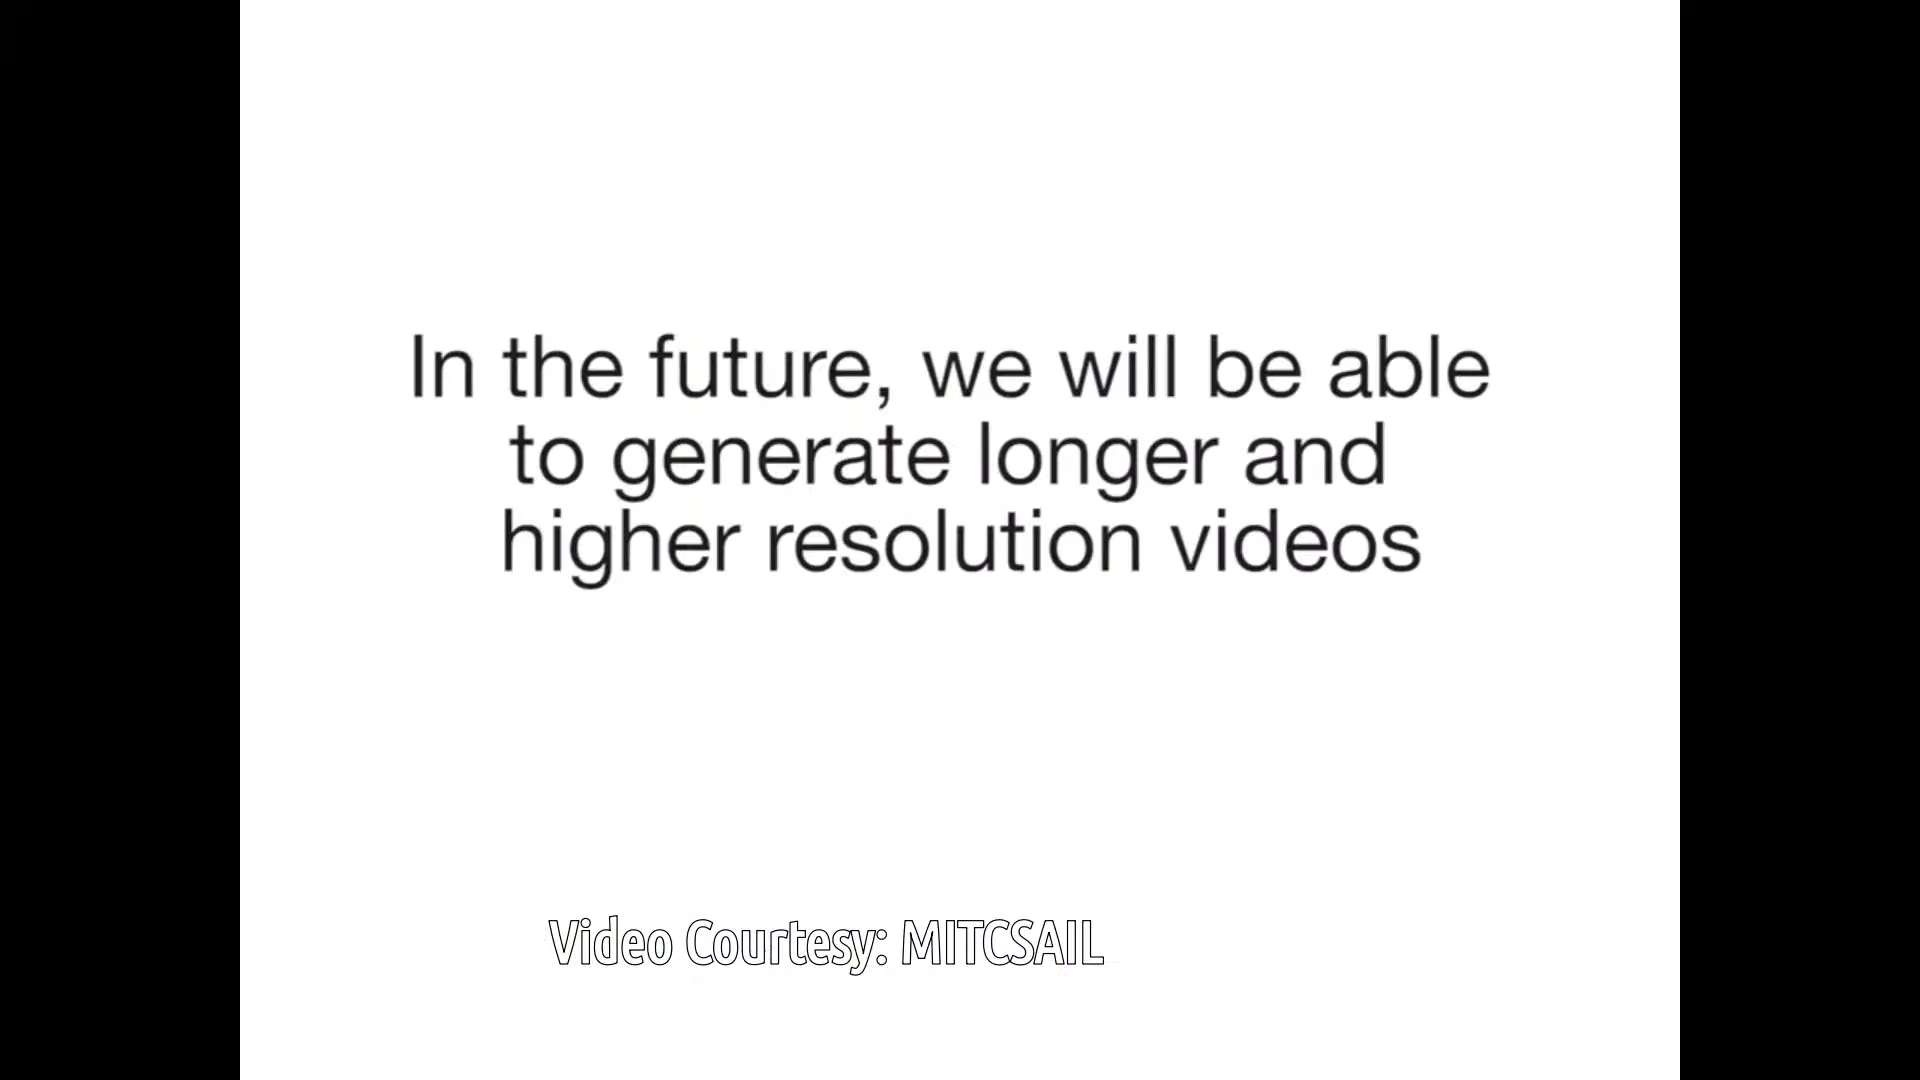 In the future, we will be able
to generate longer and
higher resolution videos
Video Courtesy: MITCSAIL